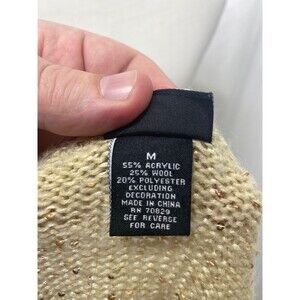 M
55% ACRYLIC
25% WOOL
20% POLYESTER
EXCLUDING
DECORATION
MADE IN CHINA
RN 70829
SEE REVERSE
FOR CARE